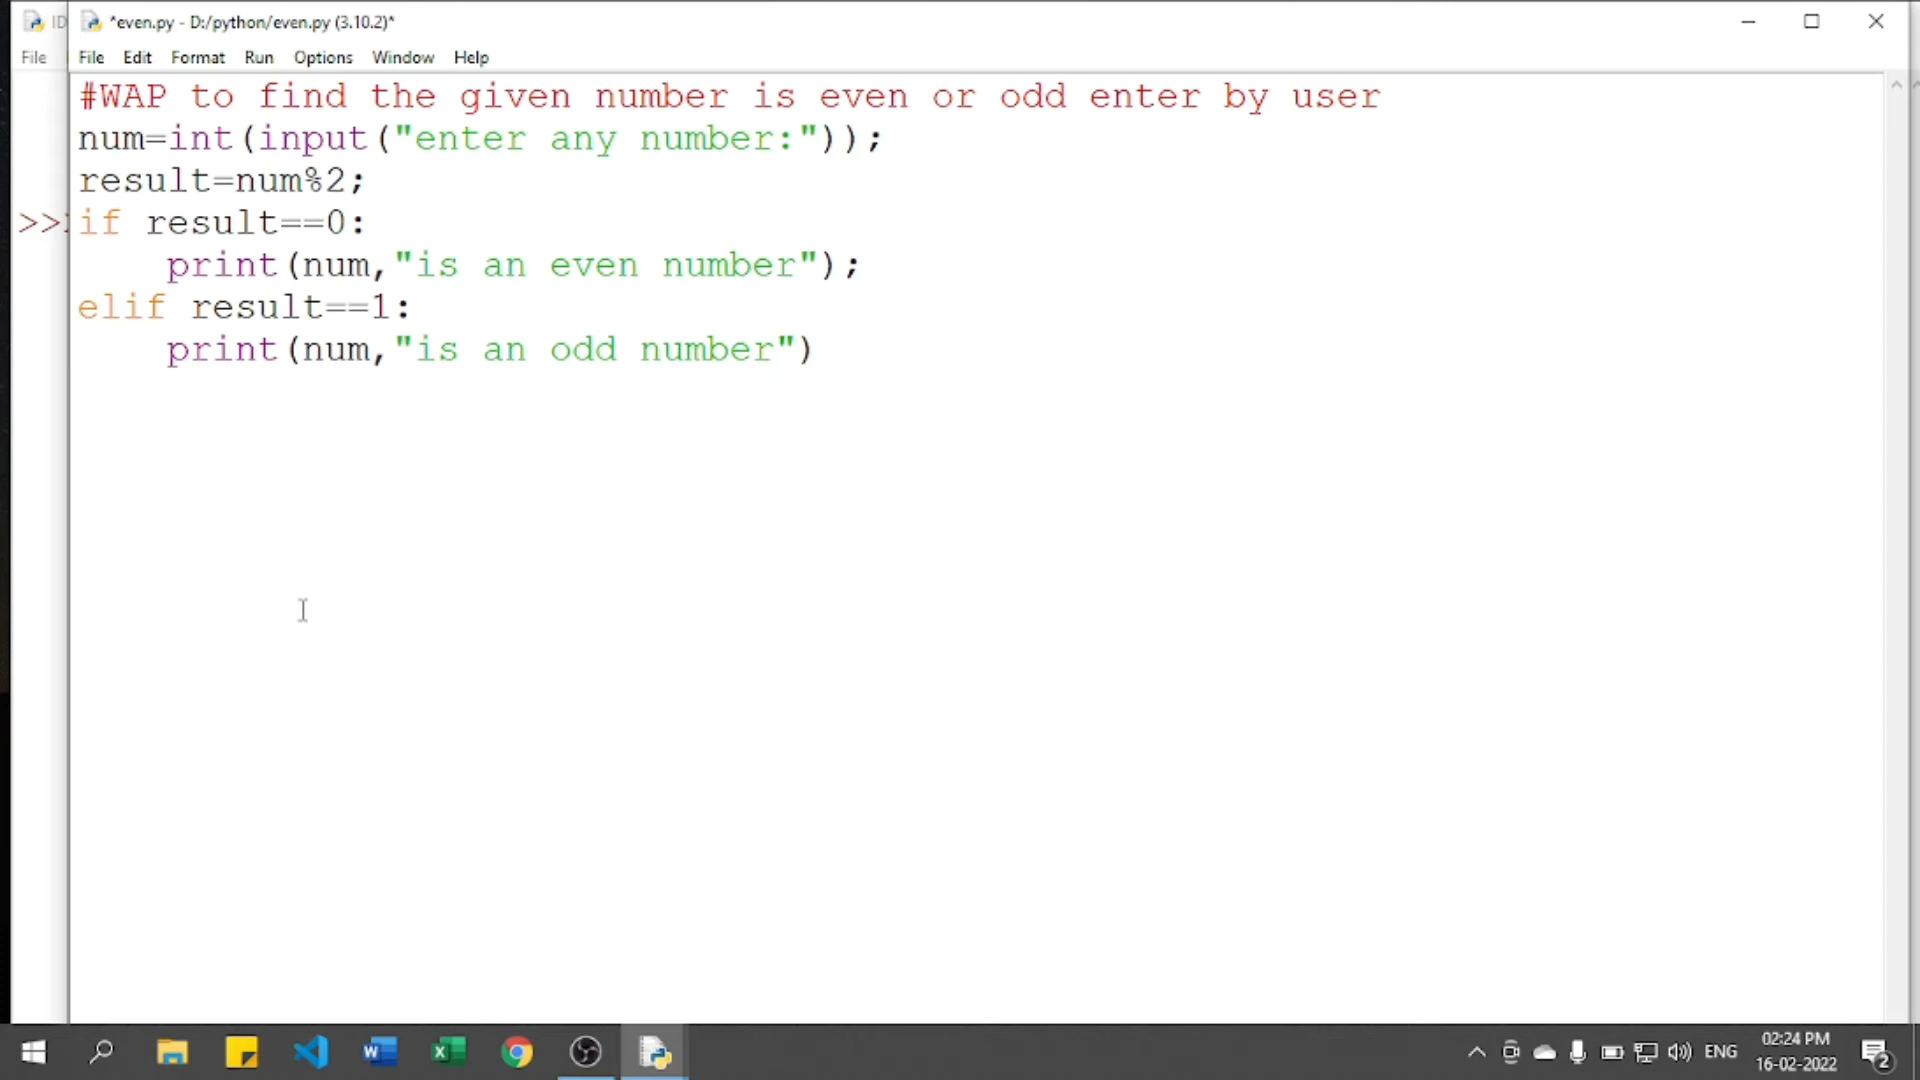 ID
*even.py - D:/python/even.py (3.10.2)*
File
File Edit Format Run Options Window Help
#WAP to find the given number is even or odd enter by user
num=int(input("enter any number:"));
result=num%2;
>>
if result==0:
    print(num,"is an even number");
elif result==1:
    print(num,"is an odd number")
ENG
02:24 PM
16-02-2022
2